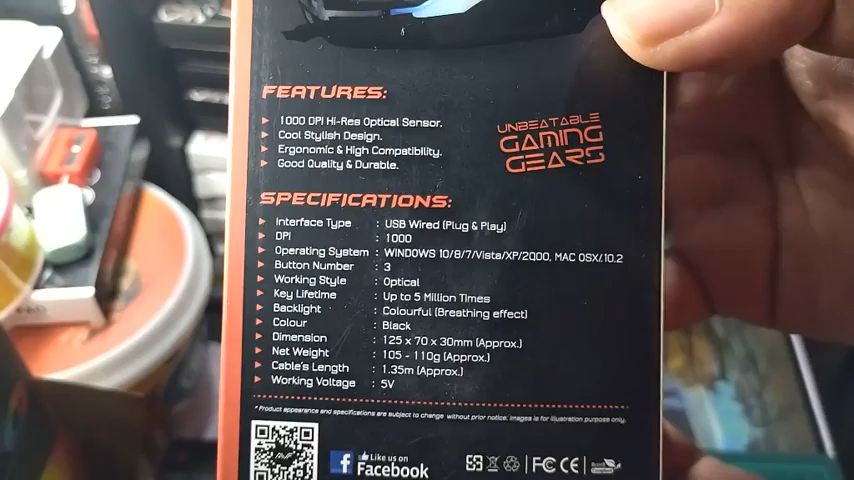 FEATURES:
1000 DPI Hi-Res Optical Sensor.
Cool Stylish Design.
Ergonomic & High Compatibility.
Good Quality & Durable.
UNBEATABLE
GAMING
GEARS
SPECIFICATIONS:
Interface Type : USB Wired (Plug & Play)
DPI : 1000
Operating System : WINDOWS 10/8/7/Vista/XP/2000, MAC OSX/.10.2
Button Number : 3
Working Style : Optical
Key Lifetime : Up to 5 Million Times
Backlight : Colourful (Breathing effect)
Colour : Black
Dimension : 125 x 70 x 30mm (Approx.)
Net Weight : 105 - 110g (Approx.)
Cable's Length : 1.35m (Approx.)
Working Voltage : 5V
* Product appearance and specifications are subject to change without prior notice. Images is for illustration purpose only.
Like us on
Facebook
FC CE
RoHS